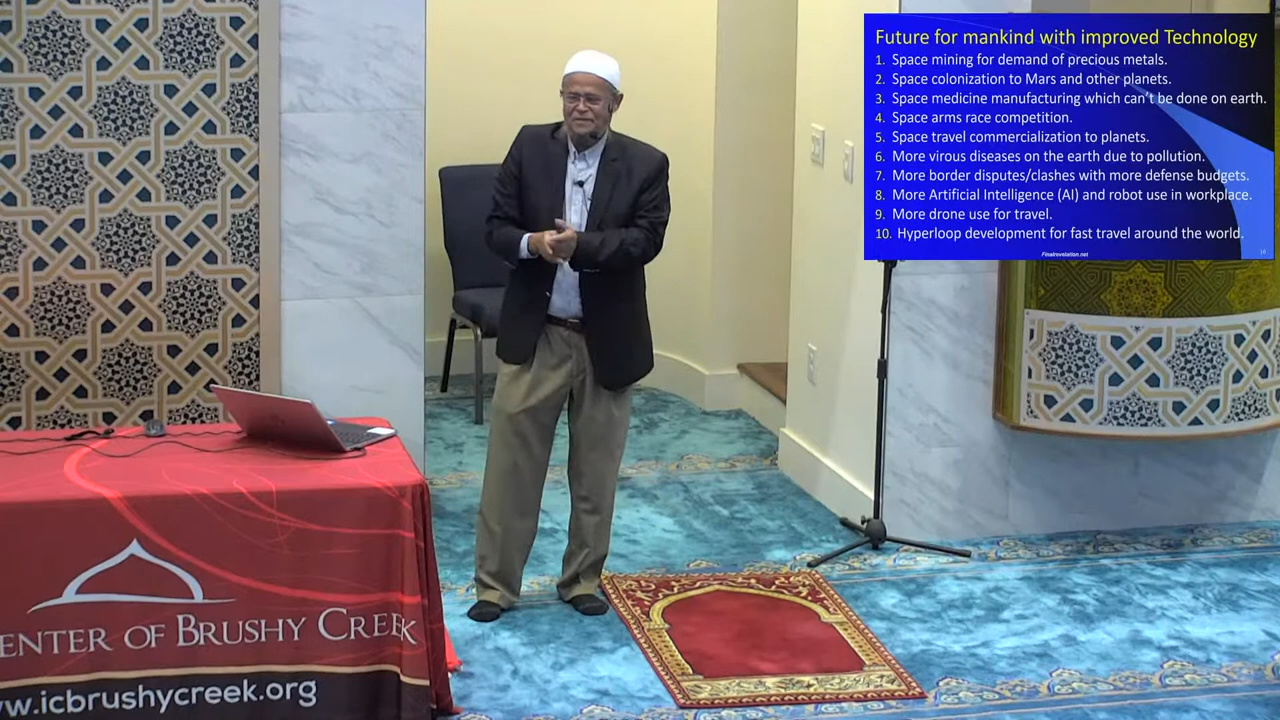 Future for mankind with improved Technology
1. Space mining for demand of precious metals.
2. Space colonization to Mars and other planets.
3. Space medicine manufacturing which can't be done on earth.
4. Space arms race competition.
5. Space travel commercialization to planets.
6. More virous diseases on the earth due to pollution.
7. More border disputes/clashes with more defense budgets.
8. More Artificial Intelligence (AI) and robot use in workplace.
9. More drone use for travel.
10. Hyperloop development for fast travel around the world.
Finalrevelation.net
16
ENTER OF BRUSHY CREEK
w.icbrushycreek.org